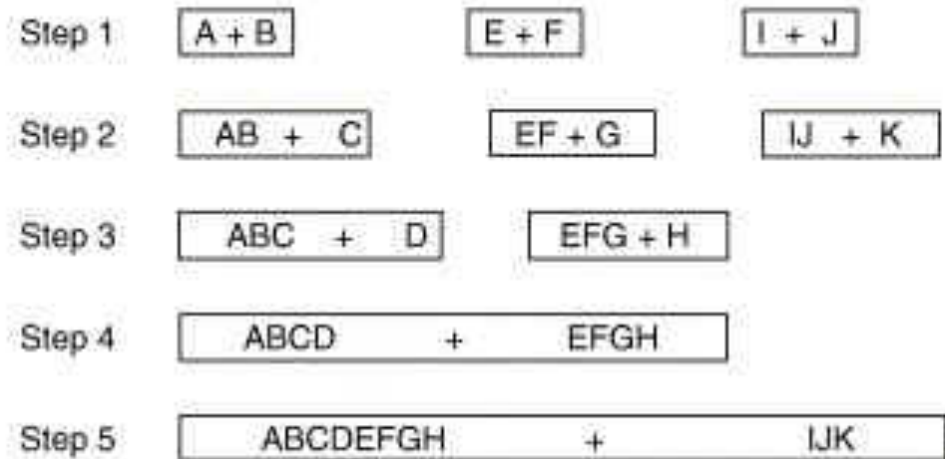 Step 1 A + B E + F I + J
Step 2 AB + C EF + G IJ + K
Step 3 ABC + D EFG + H
Step 4 ABCD + EFGH
Step 5 ABCDEFGH + IJK